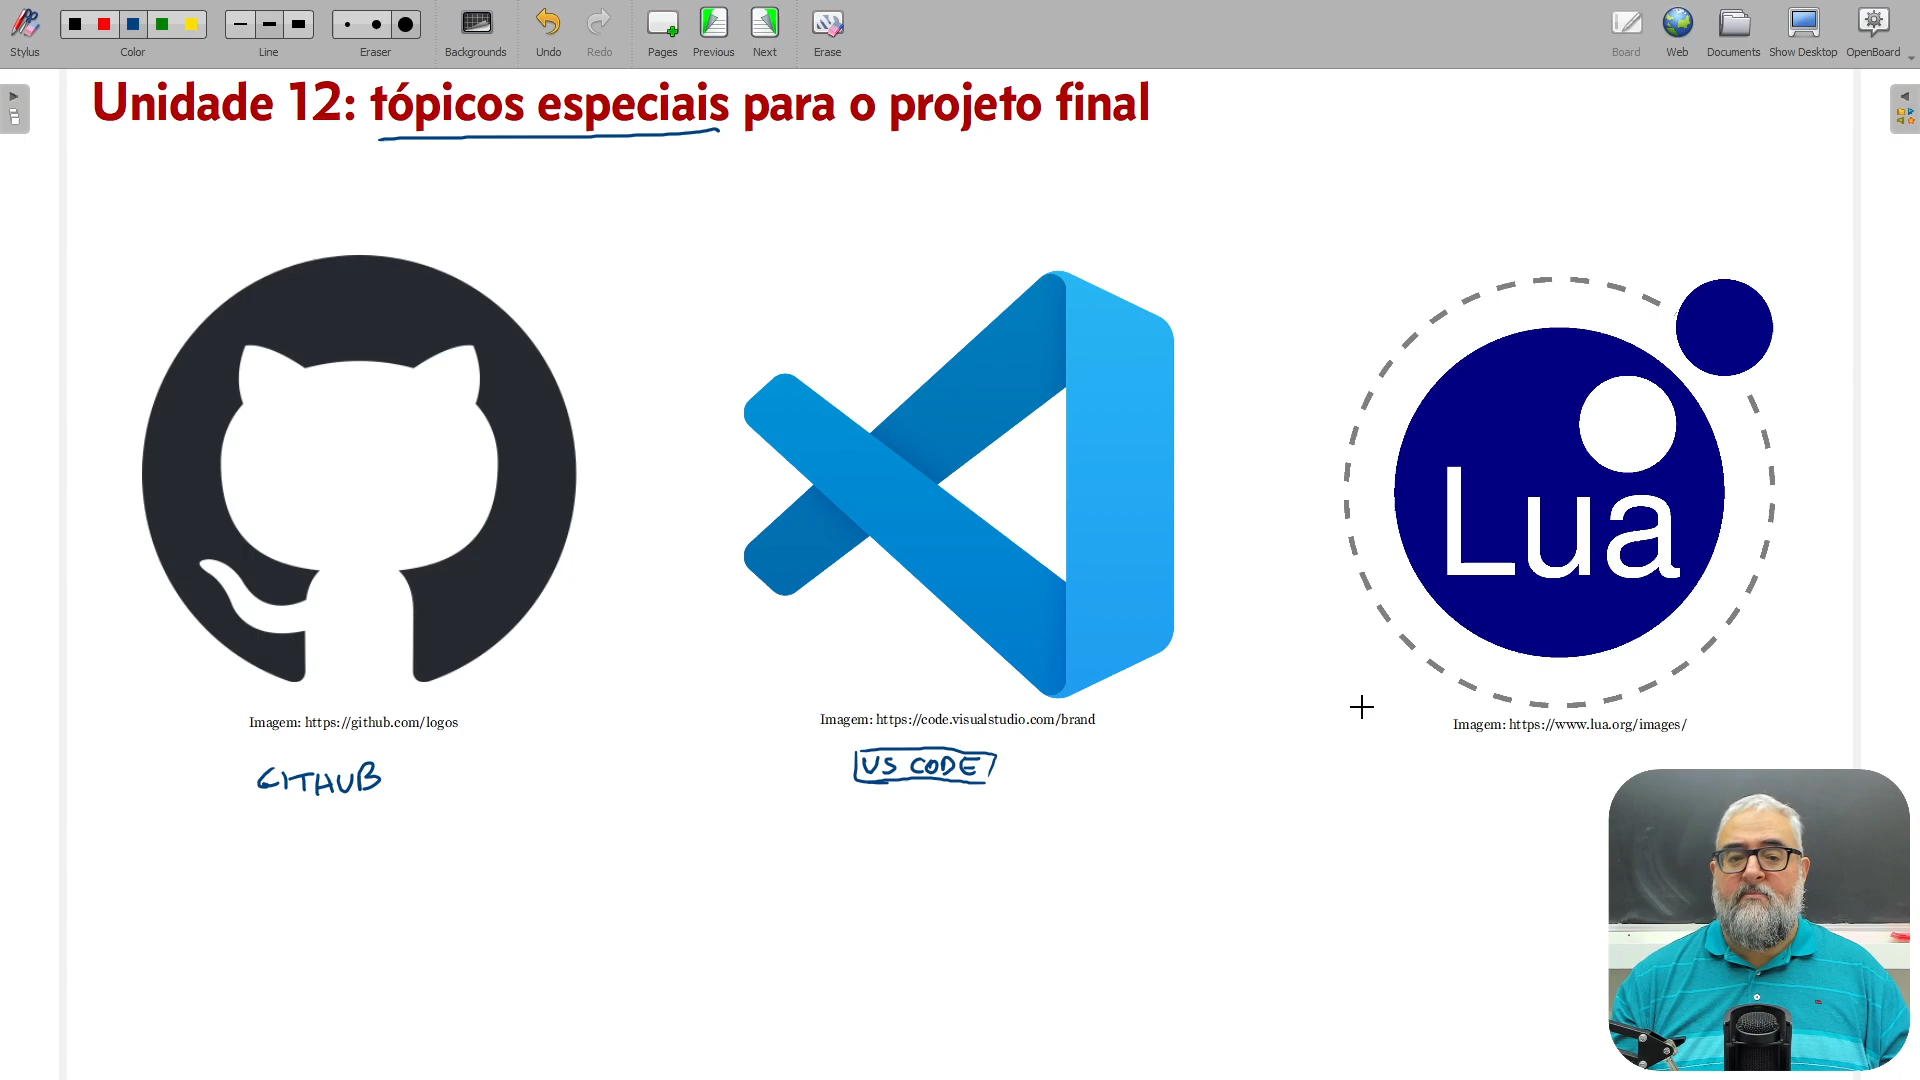 Stylus
Color
Line
Eraser
Backgrounds
Undo
Redo
Pages
Previous
Next
Erase
Board
Web
Documents
Show Desktop
OpenBoard
Unidade 12: tópicos especiais para o projeto final
Lua
Imagem: https://github.com/logos
Imagem: https://code.visualstudio.com/brand
Imagem: https://www.lua.org/images/
GITHUB
VS CODE